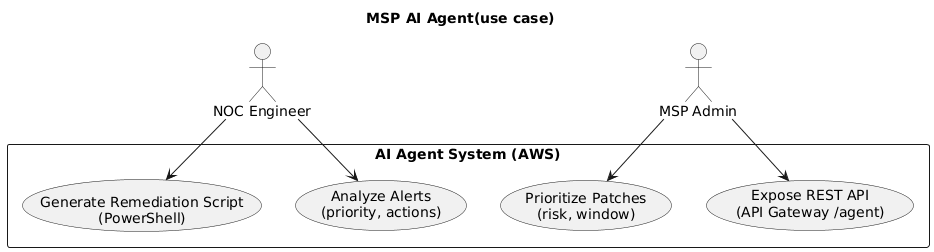 MSP AI Agent(use case)
NOC Engineer
MSP Admin
AI Agent System (AWS)
Generate Remediation Script
(PowerShell)
Analyze Alerts
(priority, actions)
Prioritize Patches
(risk, window)
Expose REST API
(API Gateway /agent)